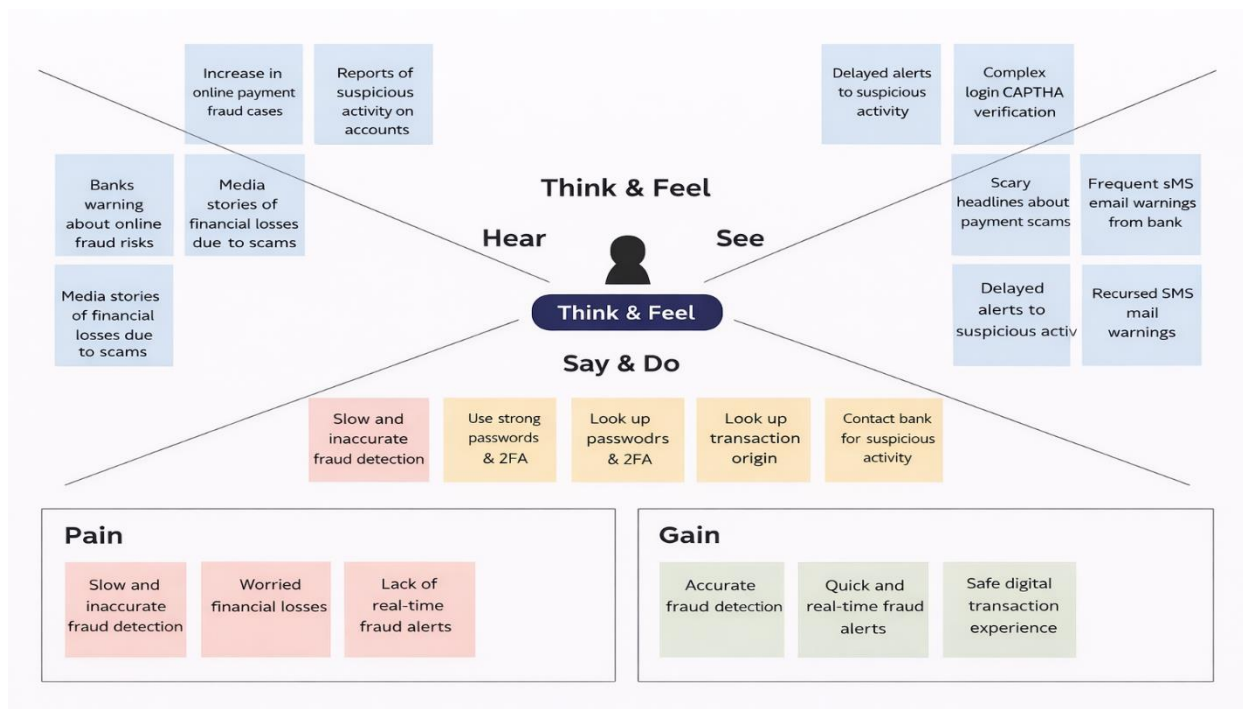 Increase in
online payment
fraud cases
Reports of
suspicious
activity on
accounts
Banks
warning
about online
fraud risks
Media
stories of
financial losses
due to scams
Media stories
of financial
losses due
to scams
Delayed alerts
to suspicious
activity
Complex
login CAPTHA
verification
Scary
headlines about
payment scams
Frequent sMS
email warnings
from bank
Delayed
alerts to
suspicious activ
Recursed SMS
mail
warnings
Think & Feel
Hear
See
Think & Feel
Say & Do
Slow and
inaccurate
fraud detection
Use strong
passwords
& 2FA
Look up
passwodrs
& 2FA
Look up
transaction
origin
Contact bank
for suspicious
activity
Pain
Slow and
inaccurate
fraud detection
Worried
financial losses
Lack of
real-time
fraud alerts
Gain
Accurate
fraud detection
Quick and
real-time fraud
alerts
Safe digital
transaction
experience